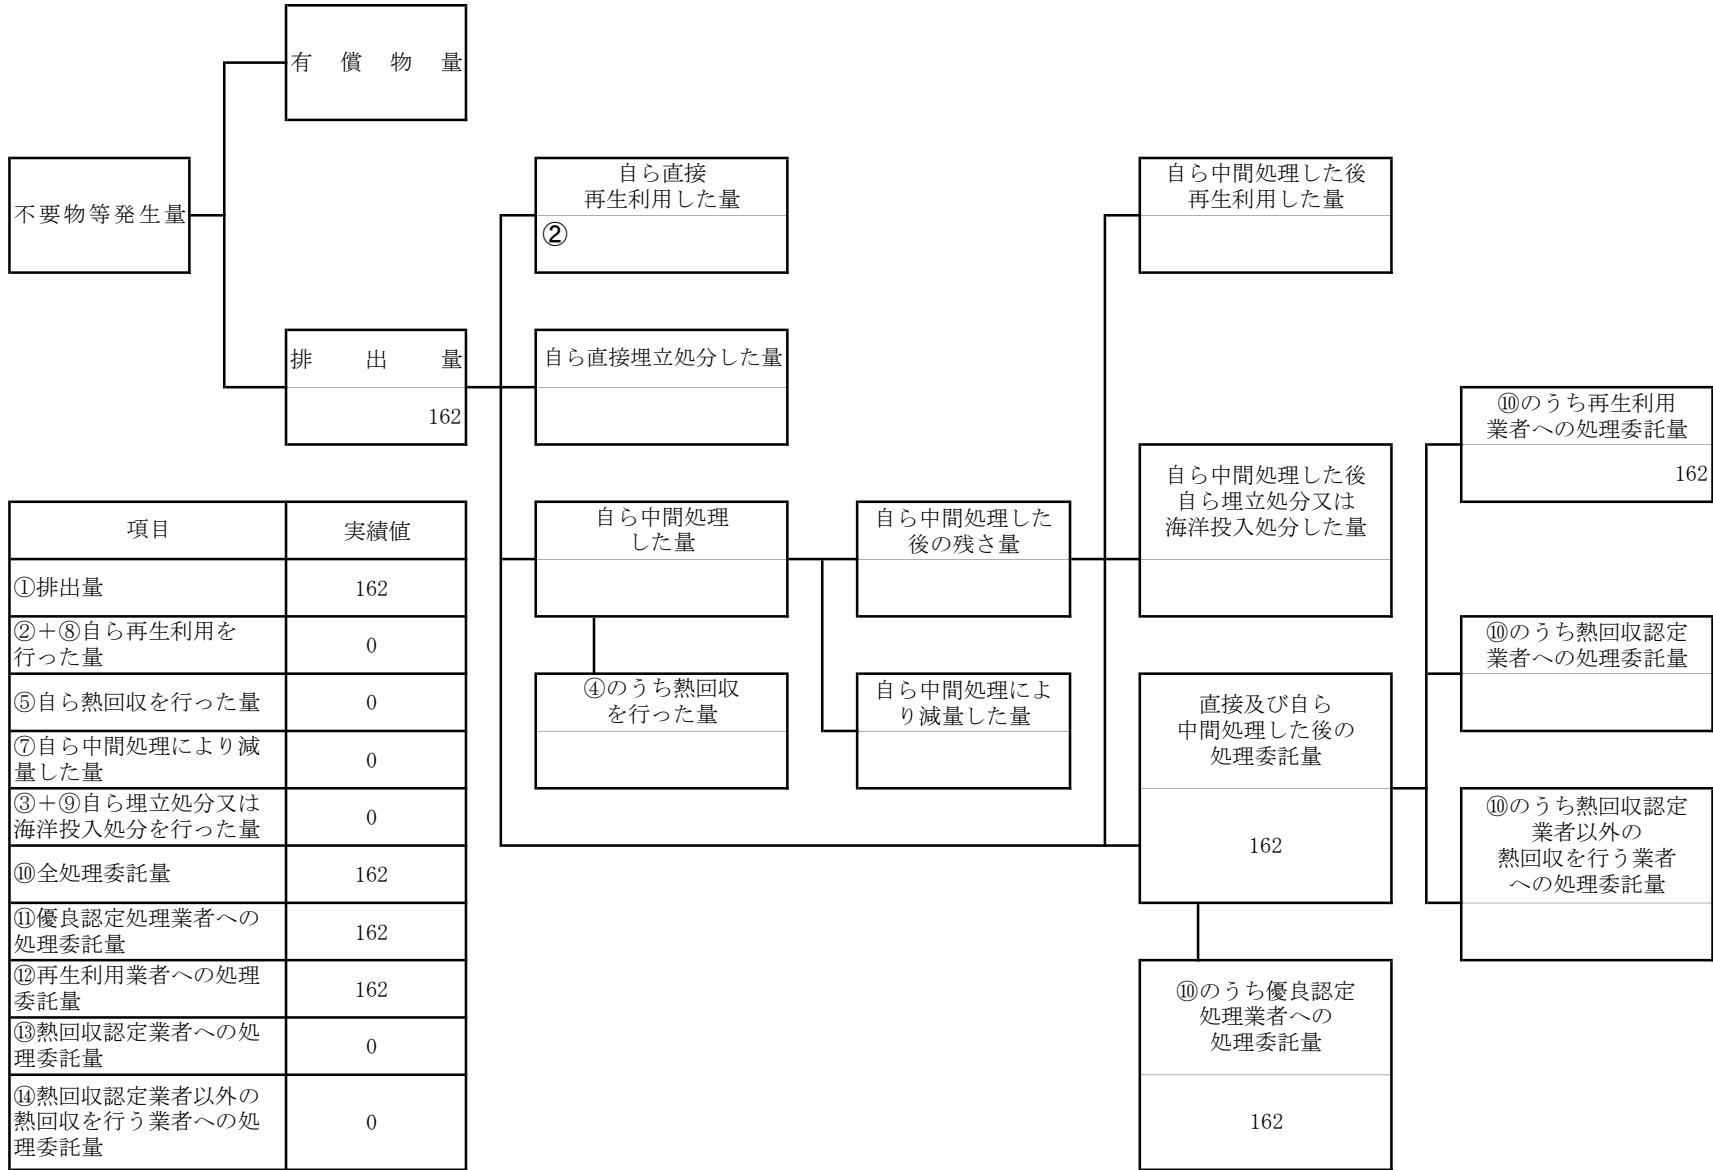 有償物量
不要物等発生量
自ら直接
再生利用した量
②
自ら中間処理した後
再生利用した量
排出量
162
自ら直接埋立処分した量
⑩のうち再生利用
業者への処理委託量
162
自ら中間処理
した量
自ら中間処理した
後の残さ量
自ら中間処理した後
自ら埋立処分又は
海洋投入処分した量
⑩のうち熱回収認定
業者への処理委託量
④のうち熱回収
を行った量
自ら中間処理によ
り減量した量
直接及び自ら
中間処理した後の
処理委託量
162
⑩のうち熱回収認定
業者以外の
熱回収を行う業者
への処理委託量
⑩のうち優良認定
処理業者への
処理委託量
162
項目 実績値
①排出量 162
②+⑧自ら再生利用を
行った量 0
⑤自ら熱回収を行った量 0
⑦自ら中間処理により減
量した量 0
③+⑨自ら埋立処分又は
海洋投入処分を行った量 0
⑩全処理委託量 162
⑪優良認定処理業者への
処理委託量 162
⑫再生利用業者への処理
委託量 162
⑬熱回収認定業者への処
理委託量 0
⑭熱回収認定業者以外の
熱回収を行う業者への処
理委託量 0